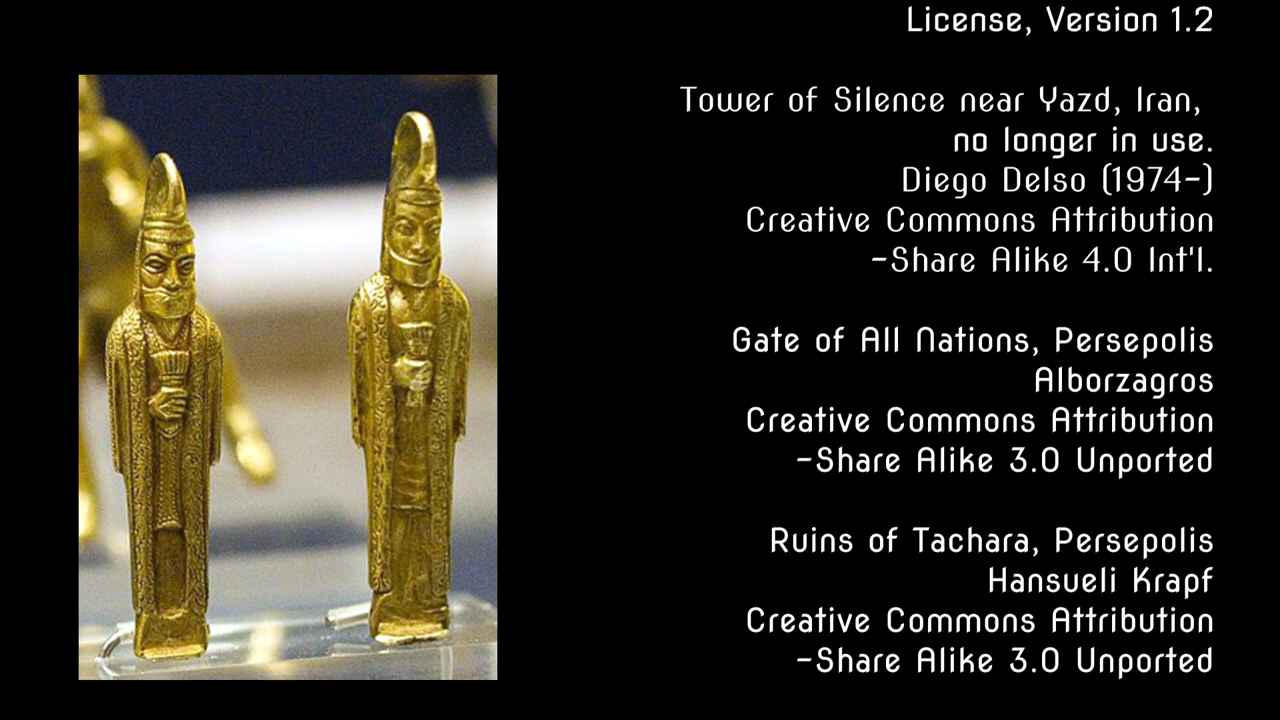 License, Version 1.2
Tower of Silence near Yazd, Iran,
no longer in use.
Diego Delso (1974-)
Creative Commons Attribution
-Share Alike 4.0 Int'l.
Gate of All Nations, Persepolis
Alborzagros
Creative Commons Attribution
-Share Alike 3.0 Unported
Ruins of Tachara, Persepolis
Hansueli Krapf
Creative Commons Attribution
-Share Alike 3.0 Unported